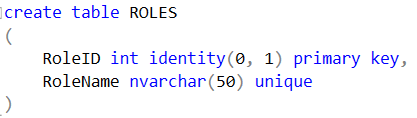 create table ROLES
(
RoleID int identity(0, 1) primary key,
RoleName nvarchar(50) unique
)